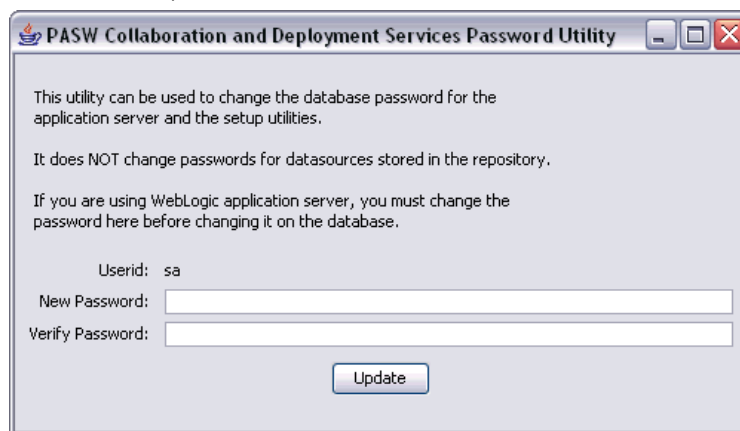 PASW Collaboration and Deployment Services Password Utility
This utility can be used to change the database password for the
application server and the setup utilities.
It does NOT change passwords for datasources stored in the repository.
If you are using WebLogic application server, you must change the
password here before changing it on the database.
Userid: sa
New Password:
Verify Password:
Update